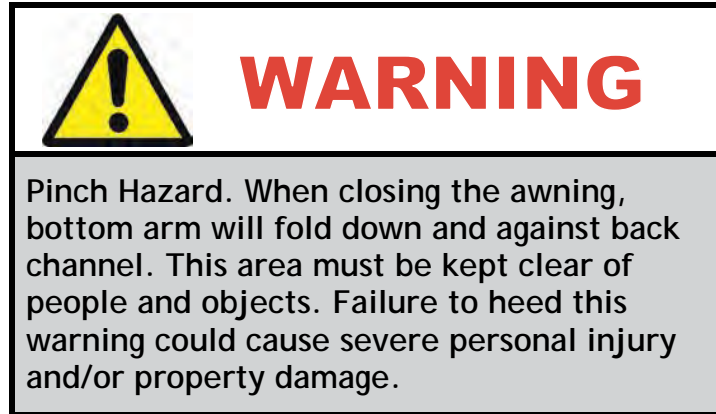 WARNING
Pinch Hazard. When closing the awning,
bottom arm will fold down and against back
channel. This area must be kept clear of
people and objects. Failure to heed this
warning could cause severe personal injury
and/or property damage.